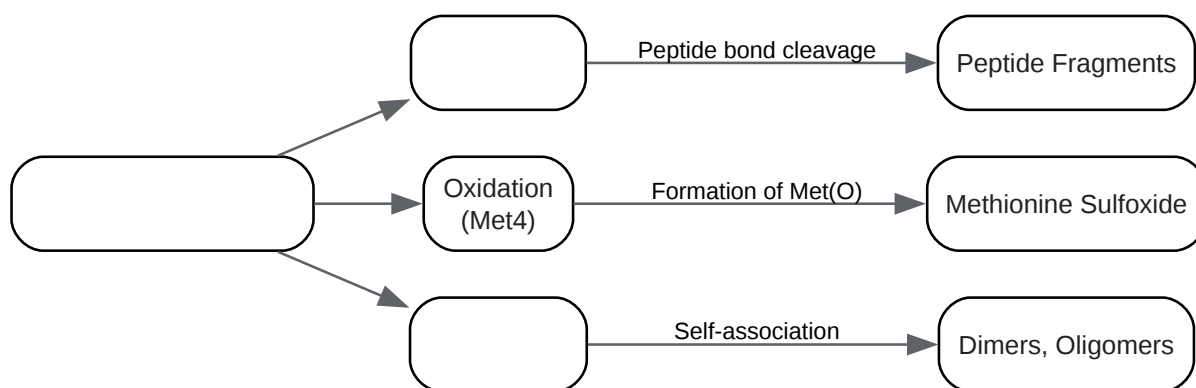 Peptide bond cleavage
Peptide Fragments
Oxidation
(Met4)
Formation of Met(O)
Methionine Sulfoxide
Self-association
Dimers, Oligomers